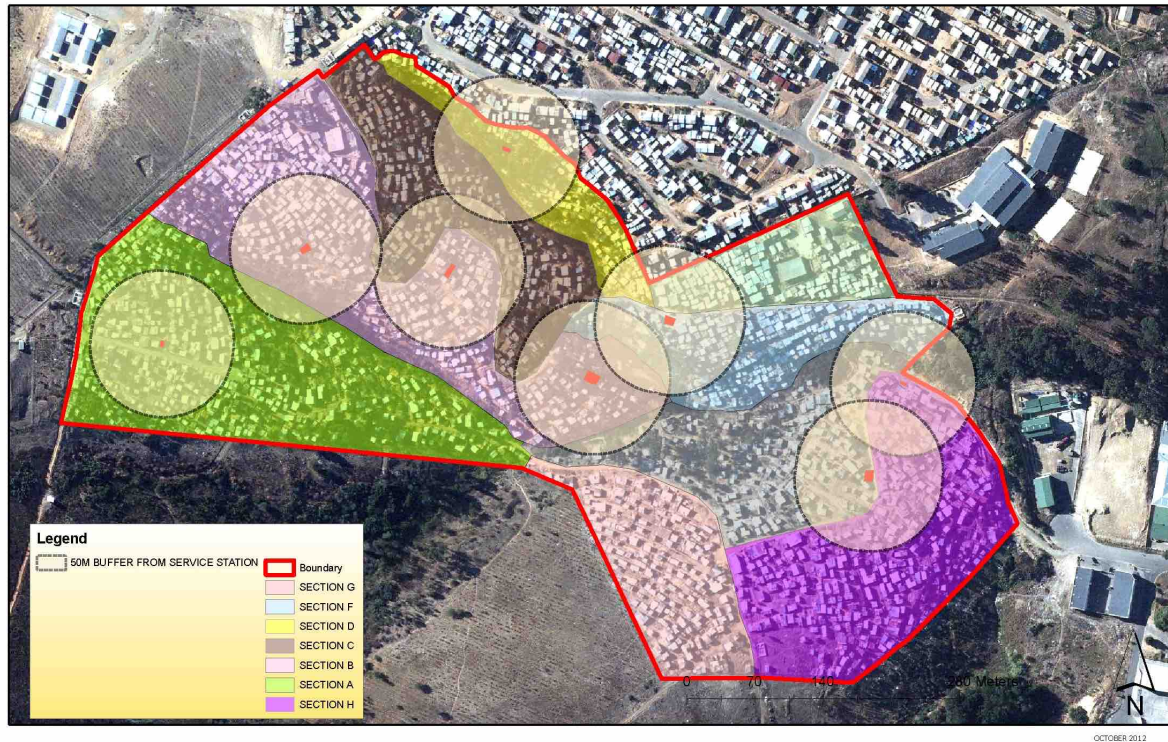 Legend
50M BUFFER FROM SERVICE STATION
Boundary
SECTION G
SECTION F
SECTION D
SECTION C
SECTION B
SECTION A
SECTION H
0 70 140 280 Meters
N
OCTOBER 2012